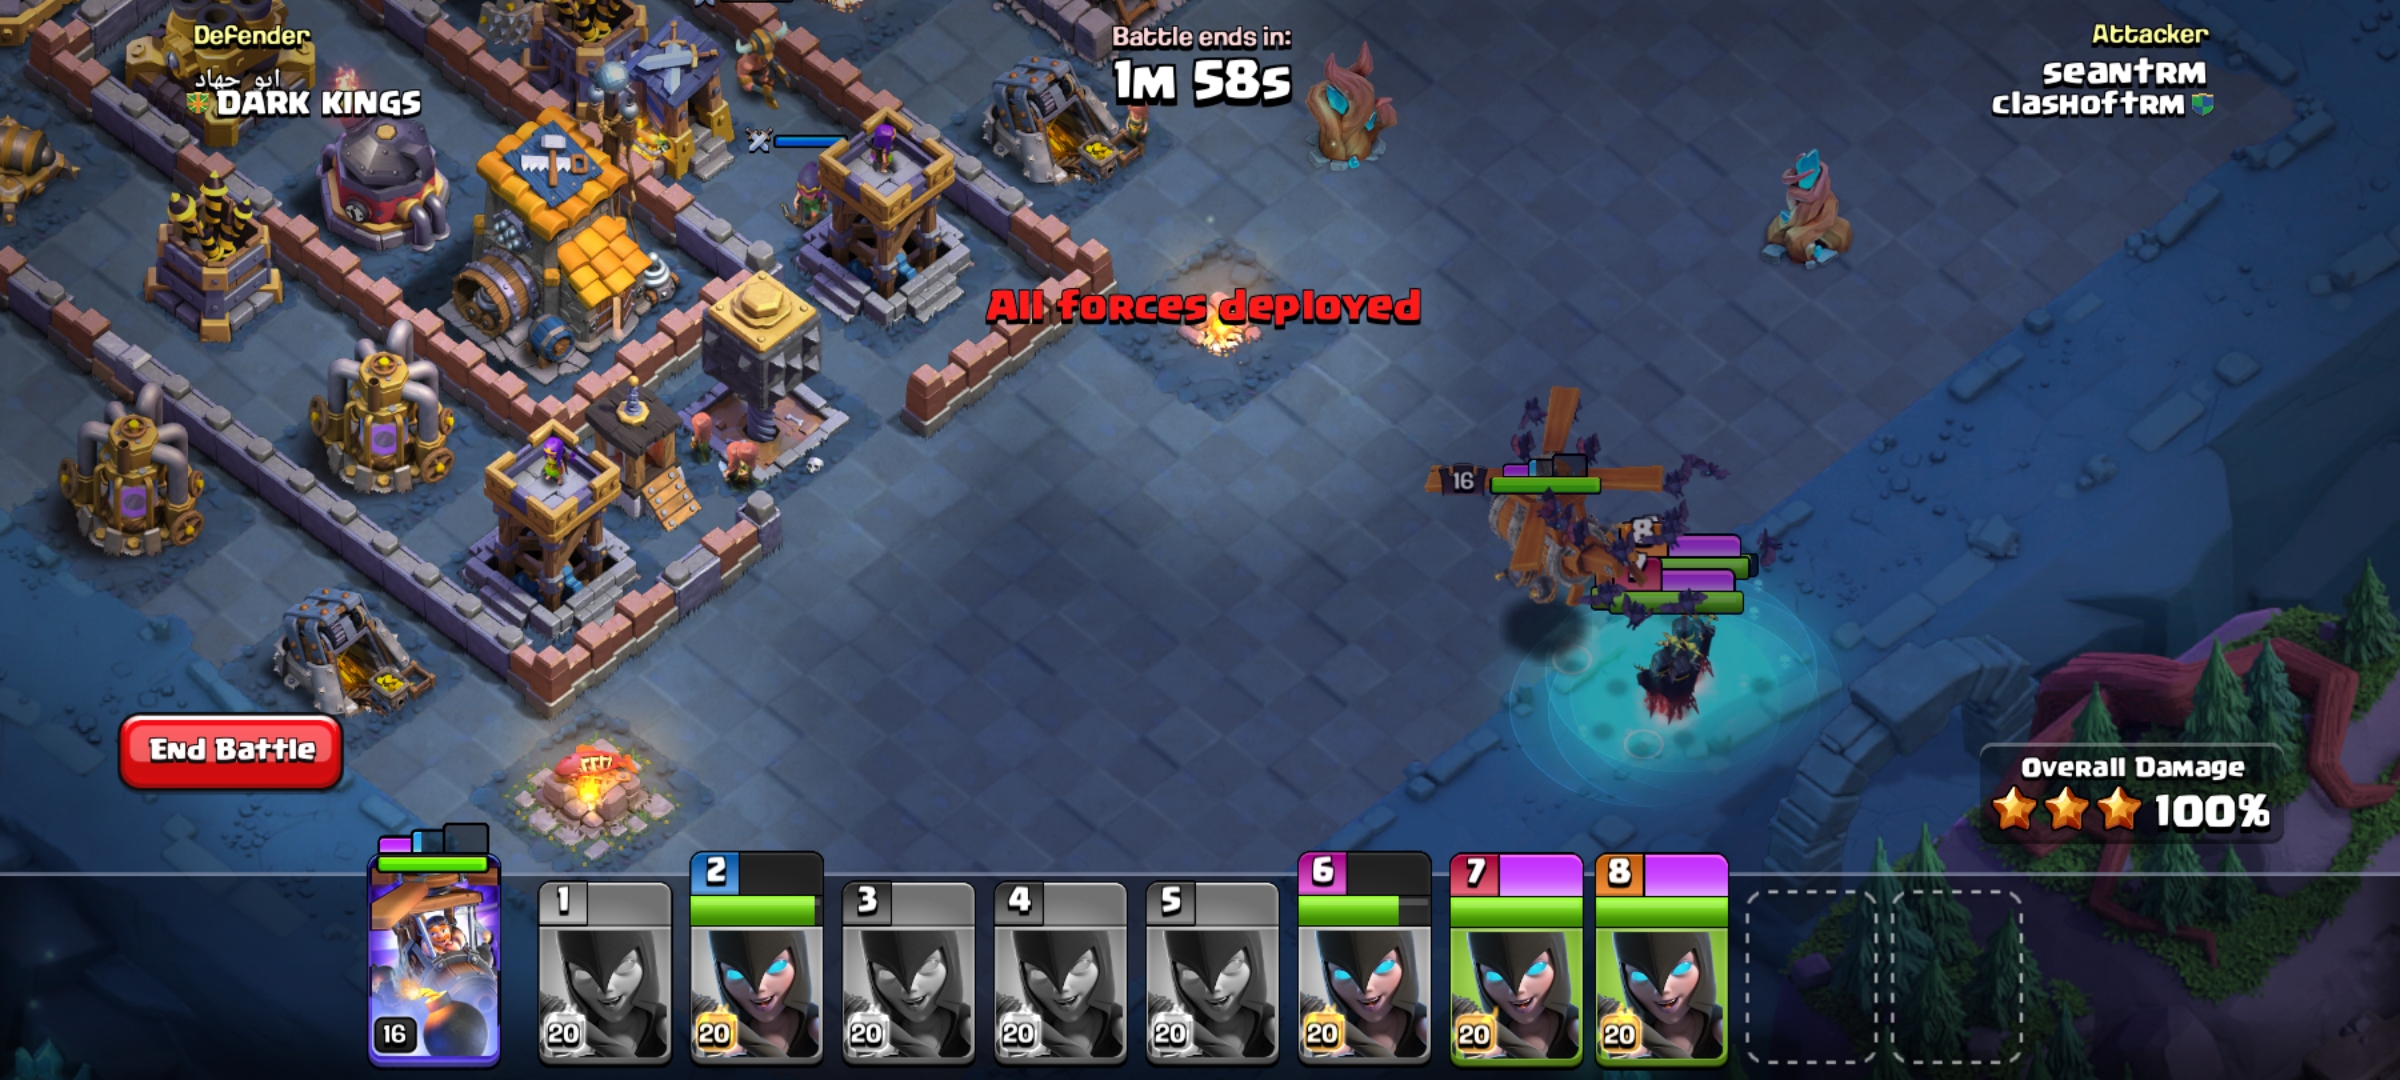 Defender
ابو جهاد
DARK KINGS
Battle ends in:
1M 58s
Attacker
seantRM
clashoftRM
All forces deployed
16
8
End Battle
Overall Damage
100%
1
2
3
4
5
6
7
8
16
20
20
20
20
20
20
20
20